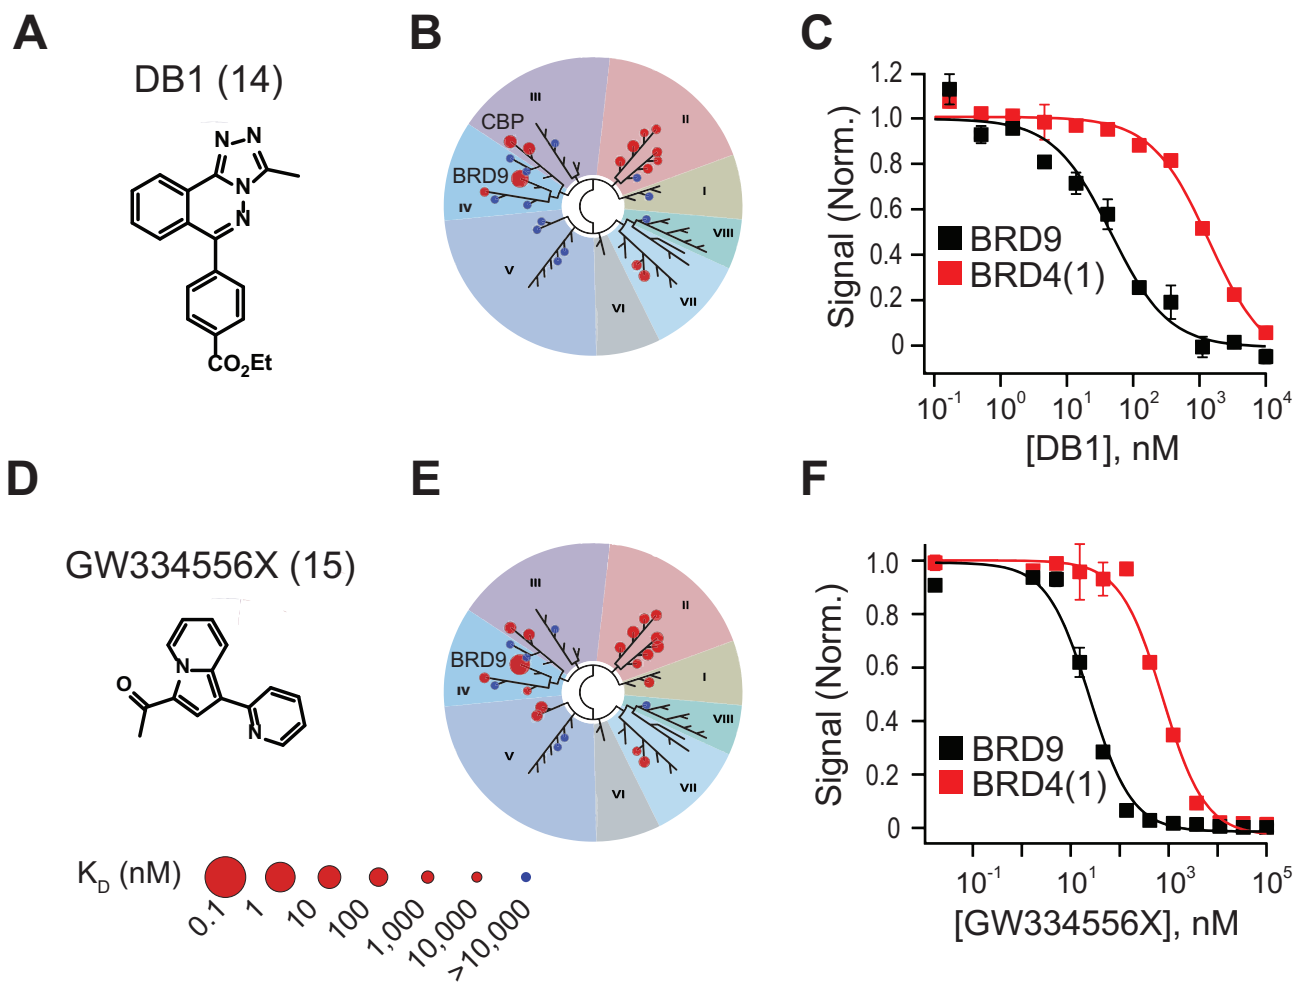 A
DB1 (14)
N
N
N
N
CO2Et
B
III
II
CBP
BRD9
IV
I
VIII
V
VI
VII
C
1.2
1.0
0.8
0.6
0.4
0.2
0
Signal (Norm.)
BRD9
BRD4(1)
10-1
100
101
102
103
104
[DB1], nM
D
GW334556X (15)
N
O
N
E
III
II
BRD9
IV
I
VIII
V
VI
VII
F
1.0
0.8
0.6
0.4
0.2
0
Signal (Norm.)
BRD9
BRD4(1)
10-1
101
103
105
[GW334556X], nM
KD (nM)
0.1
1
10
100
1,000
10,000
>10,000